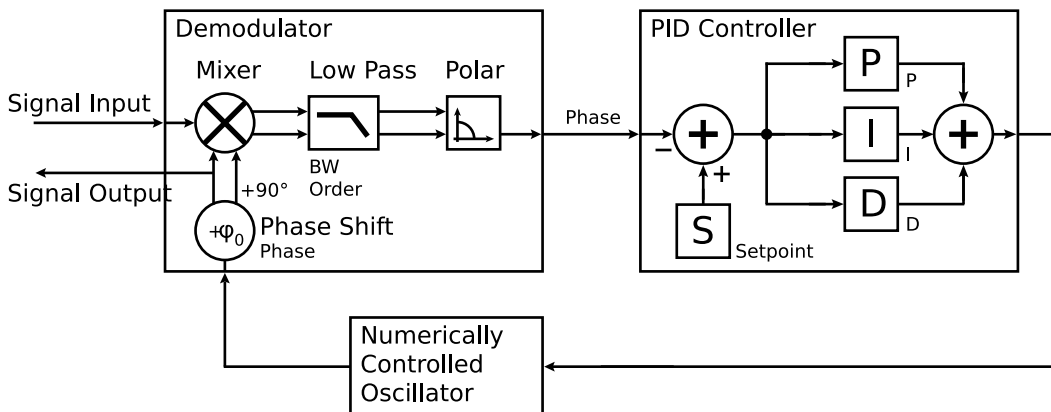 Demodulator
PID Controller
Mixer
Low Pass
Polar
Signal Input
Phase
Signal Output
+90°
BW
Order
+φ0
Phase Shift
Phase
+
−
+
S
Setpoint
P
P
I
I
D
D
+
Numerically
Controlled
Oscillator